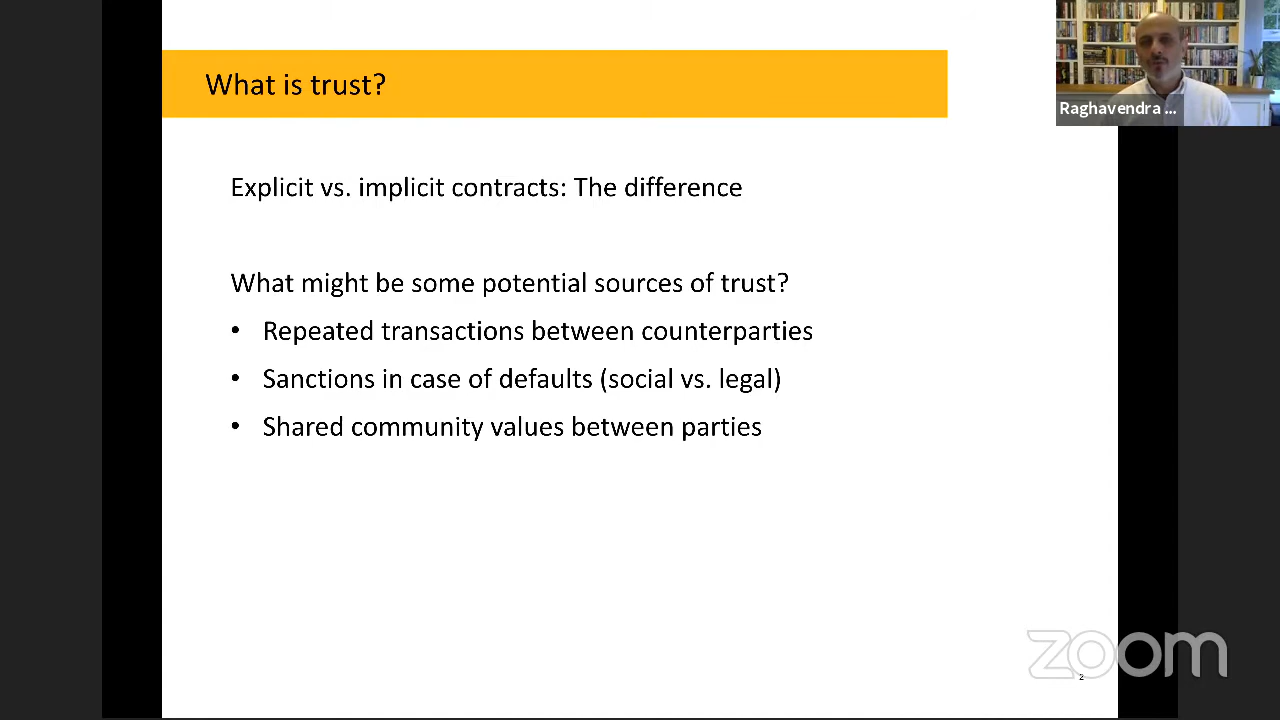 What is trust?
Raghavendra ...
Explicit vs. implicit contracts: The difference
What might be some potential sources of trust?
• Repeated transactions between counterparties
• Sanctions in case of defaults (social vs. legal)
• Shared community values between parties
zoom
2